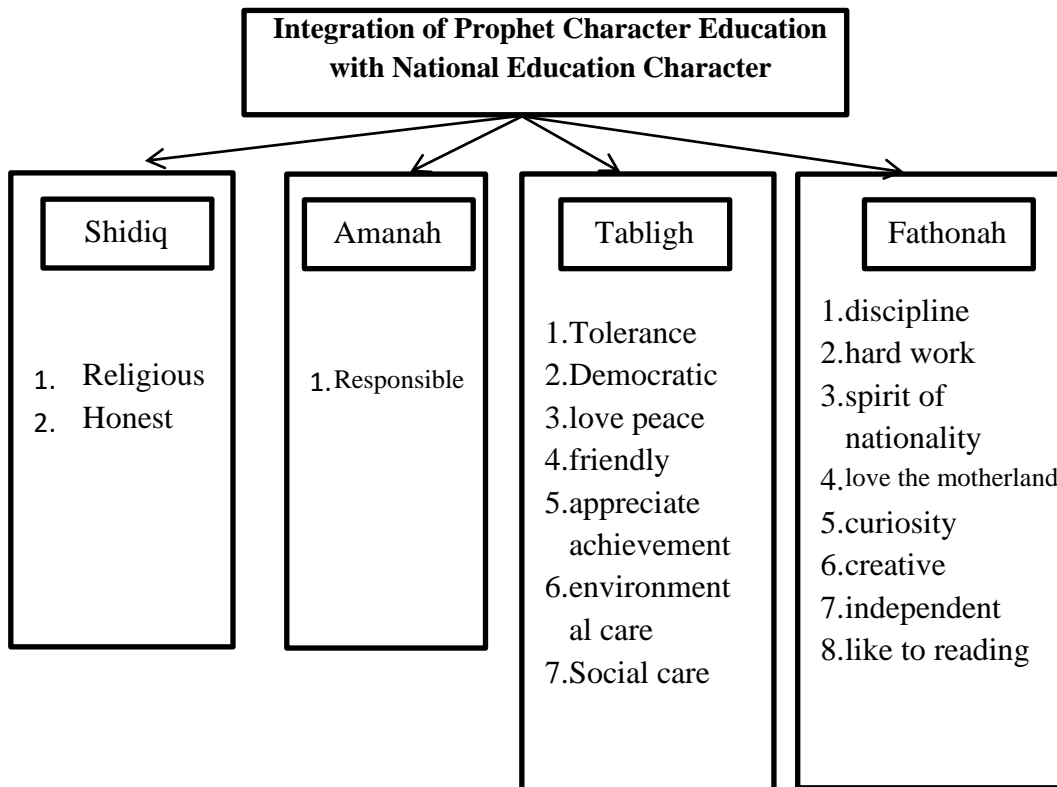 Integration of Prophet Character Education
with National Education Character
Shidiq
1. Religious
2. Honest
Amanah
1. Responsible
Tabligh
1.Tolerance
2.Democratic
3.love peace
4.friendly
5.appreciate
achievement
6.environment
al care
7.Social care
Fathonah
1.discipline
2.hard work
3.spirit of
nationality
4.love the motherland
5.curiosity
6.creative
7.independent
8.like to reading